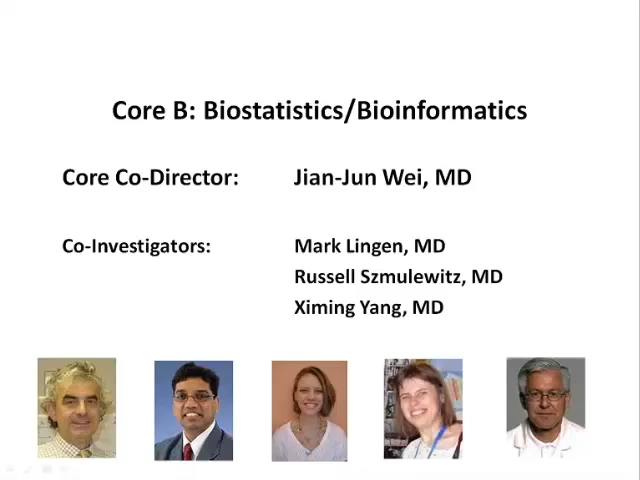 Core B: Biostatistics/Bioinformatics
Core Co-Director: Jian-Jun Wei, MD
Co-Investigators: Mark Lingen, MD
Russell Szmulewitz, MD
Ximing Yang, MD